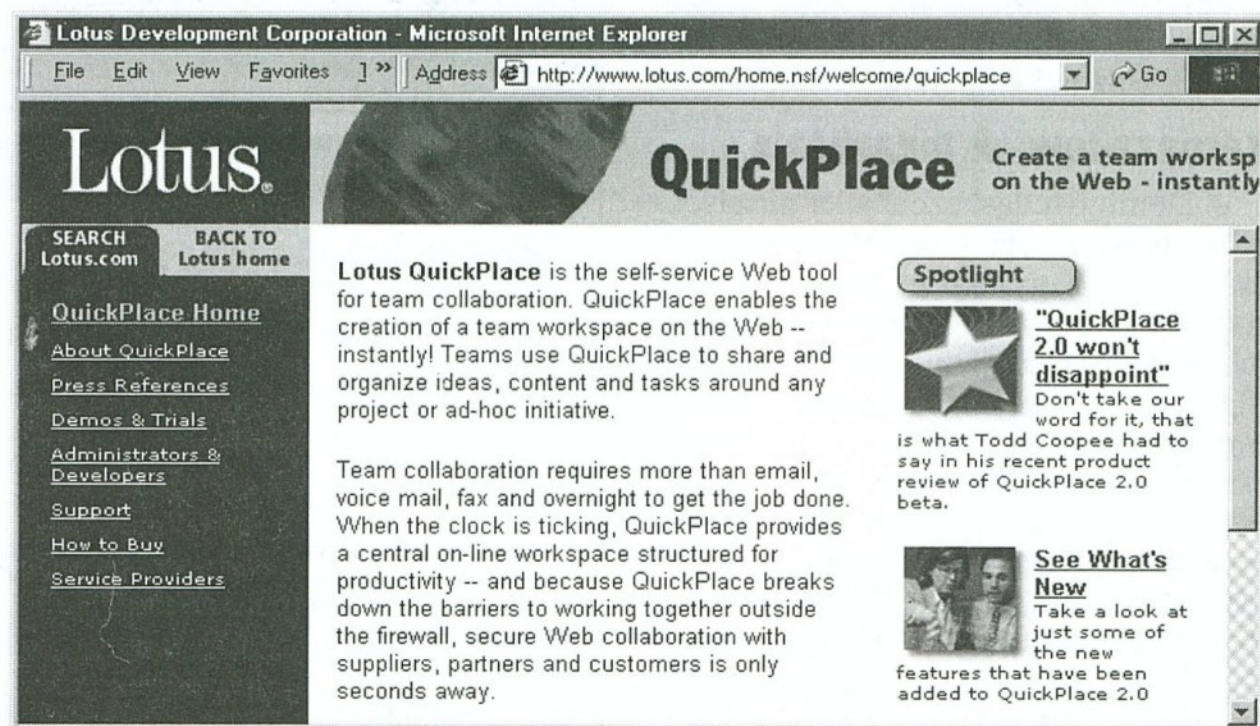 Lotus Development Corporation - Microsoft Internet Explorer
File Edit View Favorites » Address http://www.lotus.com/home.nsf/welcome/quickplace Go
Lotus®
QuickPlace
Create a team worksp
on the Web - instantly
SEARCH
Lotus.com
BACK TO
Lotus home
QuickPlace Home
About QuickPlace
Press References
Demos & Trials
Administrators &
Developers
Support
How to Buy
Service Providers
Lotus QuickPlace is the self-service Web tool
for team collaboration. QuickPlace enables the
creation of a team workspace on the Web --
instantly! Teams use QuickPlace to share and
organize ideas, content and tasks around any
project or ad-hoc initiative.
Team collaboration requires more than email,
voice mail, fax and overnight to get the job done.
When the clock is ticking, QuickPlace provides
a central on-line workspace structured for
productivity -- and because QuickPlace breaks
down the barriers to working together outside
the firewall, secure Web collaboration with
suppliers, partners and customers is only
seconds away.
Spotlight
"QuickPlace
2.0 won't
disappoint"
Don't take our
word for it, that
is what Todd Coopee had to
say in his recent product
review of QuickPlace 2.0
beta.
See What's
New
Take a look at
just some of
the new
features that have been
added to QuickPlace 2.0